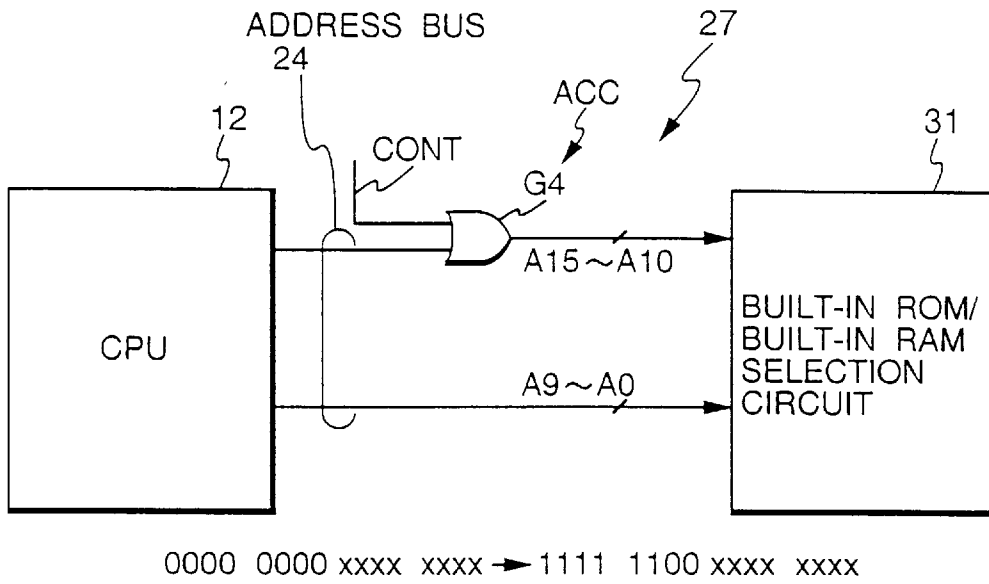 ADDRESS BUS
24
27
ACC
12
CONT
G4
31
A15~A10
CPU
BUILT-IN ROM/
BUILT-IN RAM
SELECTION
CIRCUIT
A9~A0
0000 0000 xxxx xxxx → 1111 1100 xxxx xxxx